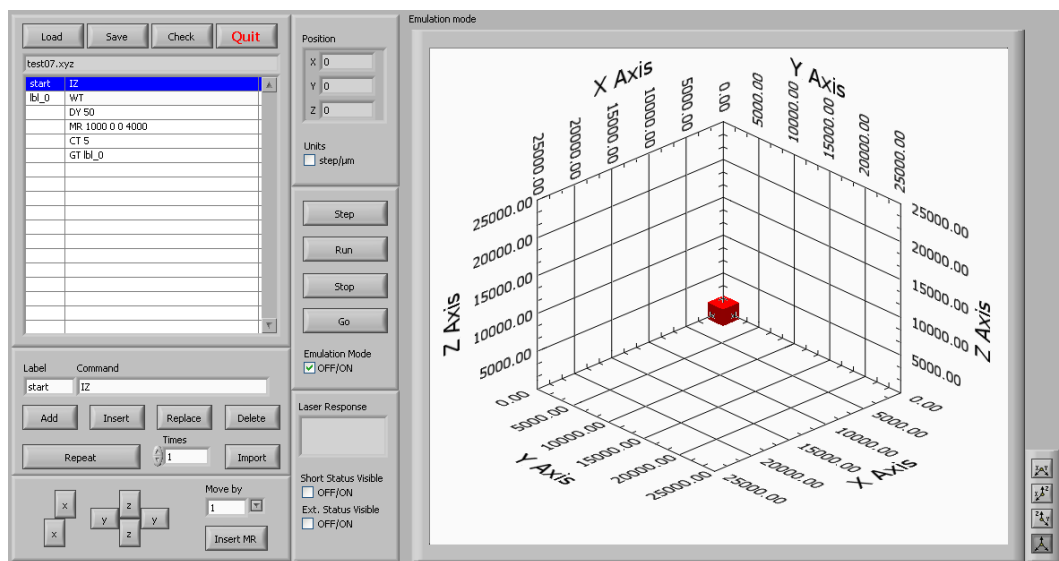 Emulation mode
Load Save Check Quit
test07.xyz
start IZ
lbl_0 WT
DY 50
MR 1000 0 0 4000
CT 5
GT lbl_0
Label Command
start IZ
Add Insert Replace Delete
Times
Repeat 1 Import
x z y y x z
Move by
1
Insert MR
Position
X 0
Y 0
Z 0
Units
step/µm
Step
Run
Stop
Go
Emulation Mode
OFF/ON
Laser Response
Short Status Visible
OFF/ON
Ext. Status Visible
OFF/ON
X Axis
25000.00 20000.00 15000.00 10000.00 5000.00 0.00
Y Axis
5000.00 10000.00 15000.00 20000.00 25000.00
Z Axis
25000.00
20000.00
15000.00
10000.00
5000.00
0.00
Z Axis
25000.00
20000.00
15000.00
10000.00
5000.00
0.00
Y Axis
5000.00
10000.00
15000.00
20000.00
25000.00
X Axis
5000.00
10000.00
15000.00
20000.00
25000.00